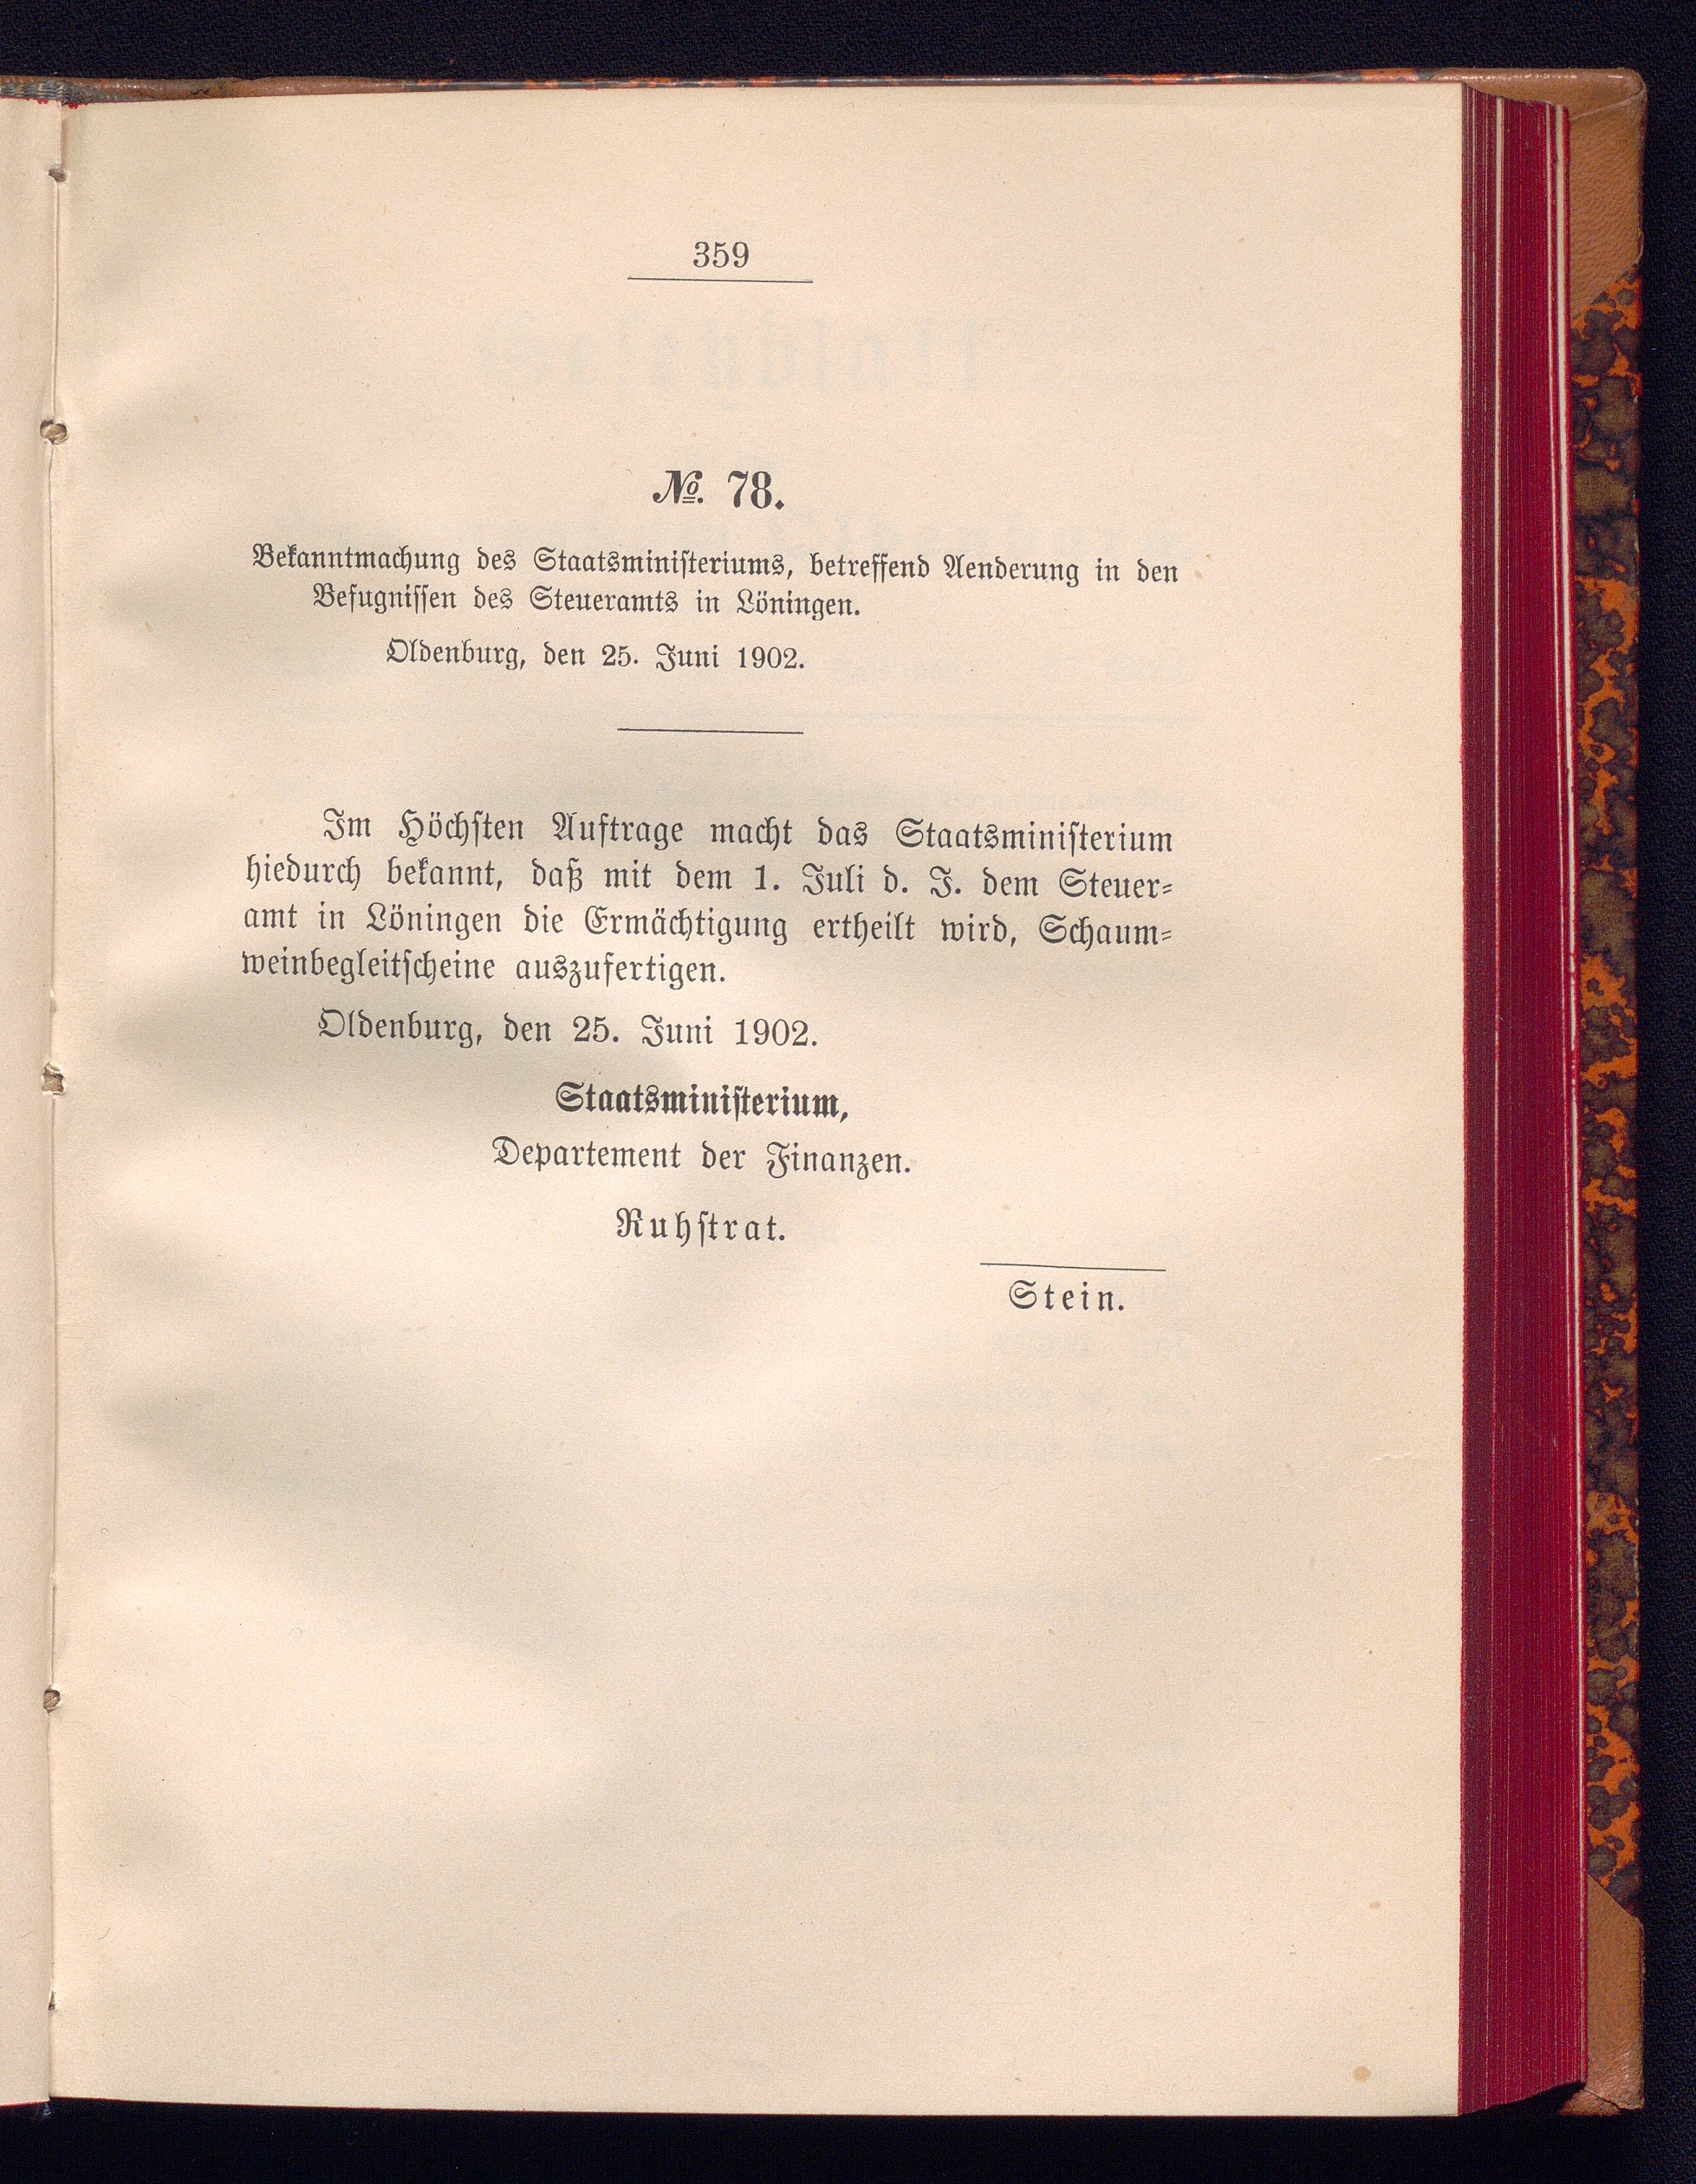 359
№. 78.
Bekanntmachung des Staatsministeriums, betreffend Aenderung in den
Befugnissen des Steueramts in Löningen.
Oldenburg, den 25. Juni 1902.
Im Höchsten Auftrage macht das Staatsministerium
hiedurch bekannt, daß mit dem 1. Juli d. J. dem Steuer=
amt in Löningen die Ermächtigung ertheilt wird, Schaum=
weinbegleitscheine auszufertigen.
Oldenburg, den 25. Juni 1902.
Staatsministerium,
Departement der Finanzen.
Ruhstrat.
Stein.